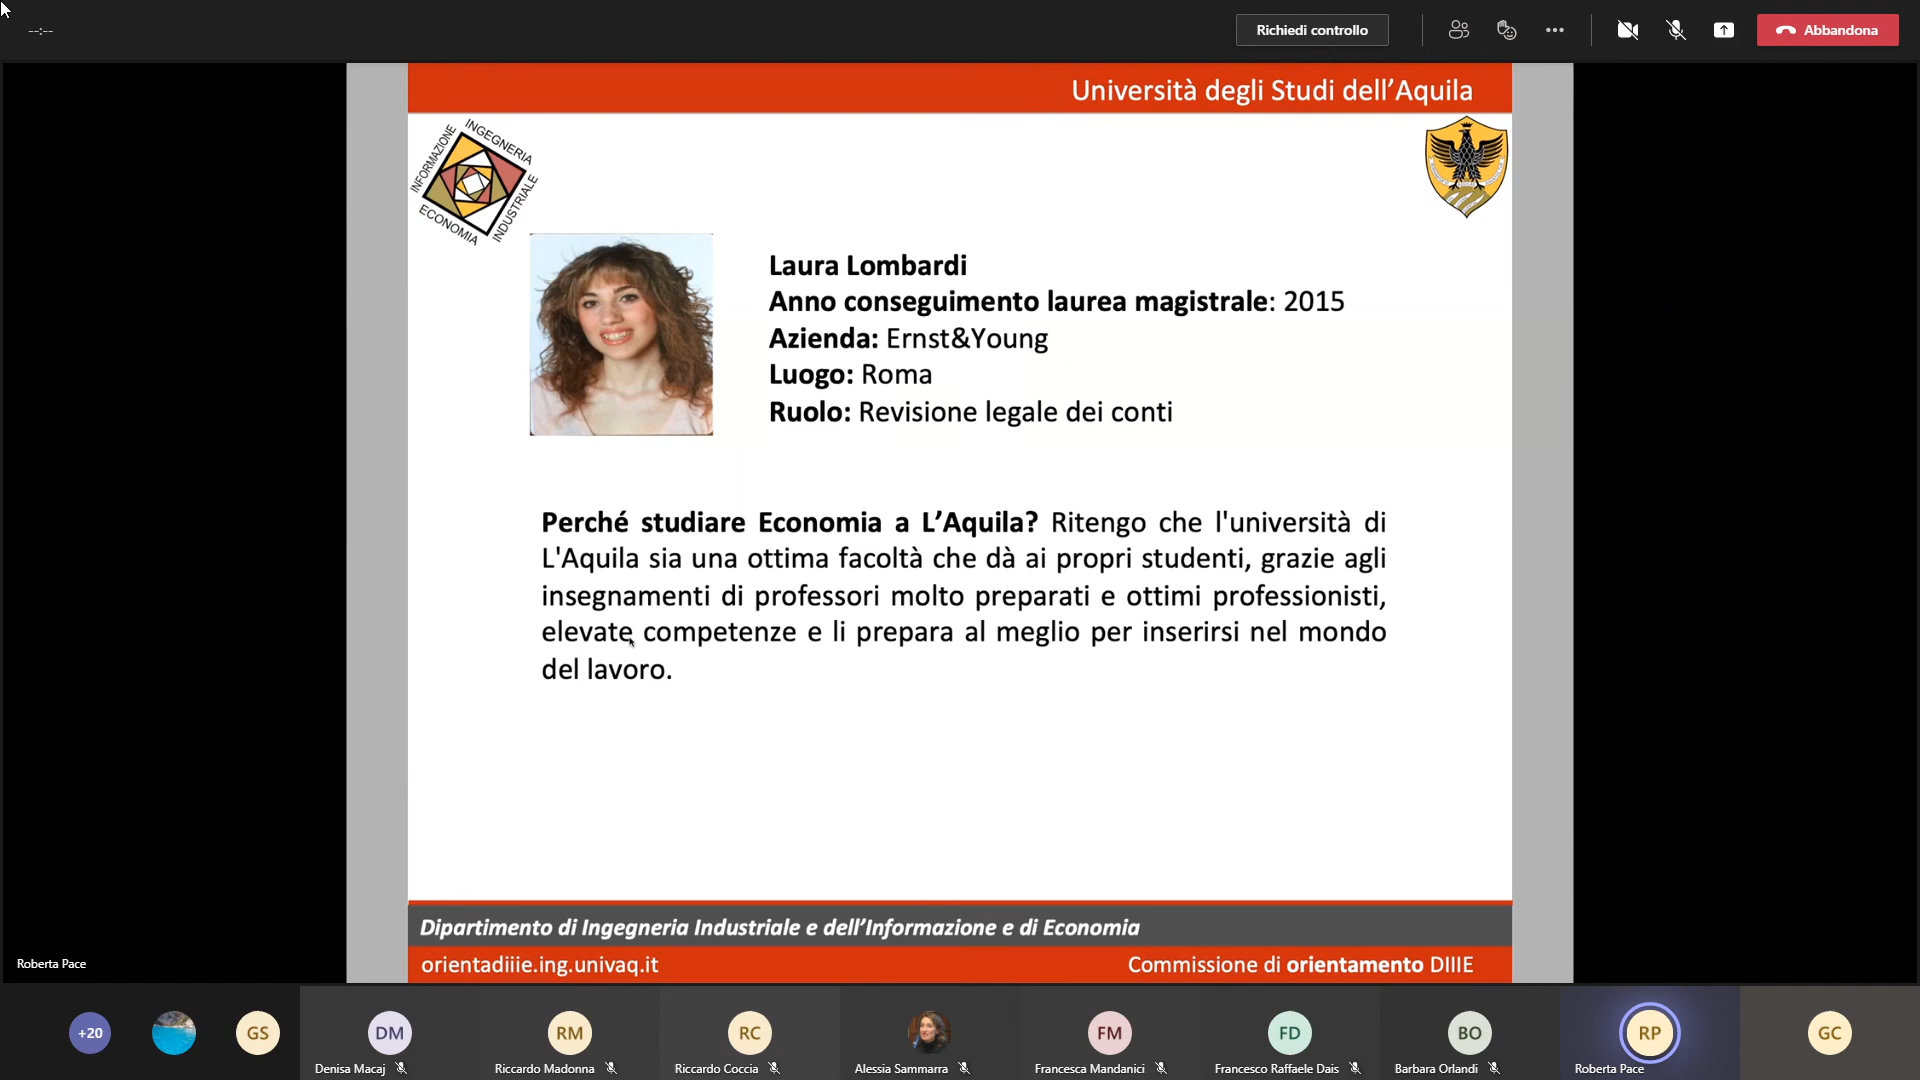 --:--
Richiedi controllo
Abbandona
Università degli Studi dell’Aquila
INFORMAZIONE
INGEGNERIA
INDUSTRIALE
ECONOMIA
Laura Lombardi
Anno conseguimento laurea magistrale: 2015
Azienda: Ernst&Young
Luogo: Roma
Ruolo: Revisione legale dei conti
Perché studiare Economia a L’Aquila? Ritengo che l'università di
L'Aquila sia una ottima facoltà che dà ai propri studenti, grazie agli
insegnamenti di professori molto preparati e ottimi professionisti,
elevate competenze e li prepara al meglio per inserirsi nel mondo
del lavoro.
Dipartimento di Ingegneria Industriale e dell’Informazione e di Economia
orientadiiie.ing.univaq.it
Commissione di orientamento DIIIE
Roberta Pace
+20
GS
DM
RM
RC
FM
FD
BO
RP
GC
Denisa Macaj
Riccardo Madonna
Riccardo Coccia
Alessia Sammarra
Francesca Mandanici
Francesco Raffaele Dais
Barbara Orlandi
Roberta Pace